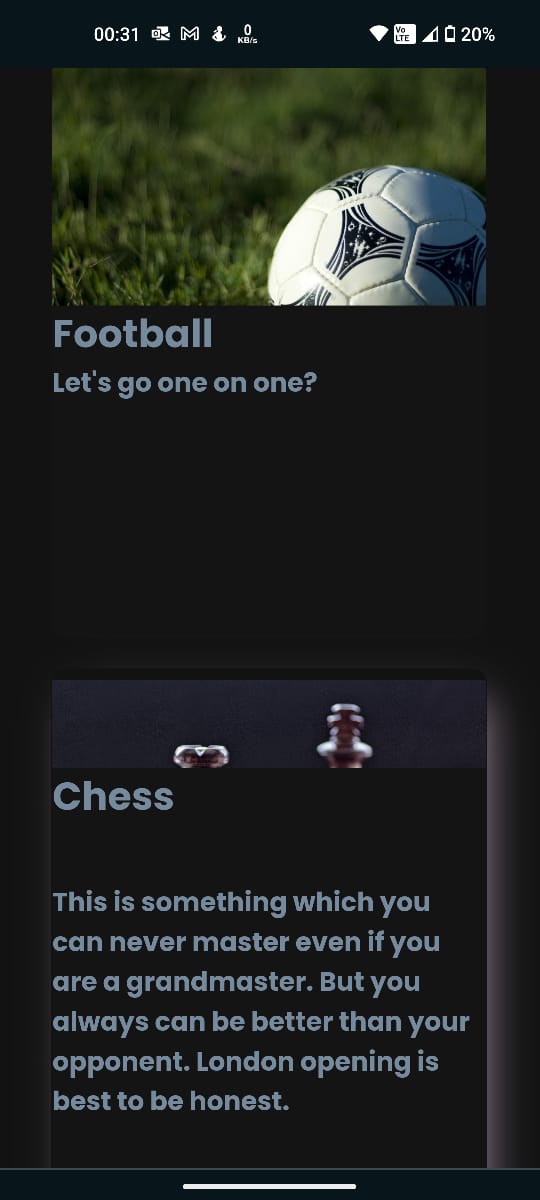 00:31 0 KB/s Vo LTE 20%
Football
Let's go one on one?
Chess
This is something which you
can never master even if you
are a grandmaster. But you
always can be better than your
opponent. London opening is
best to be honest.